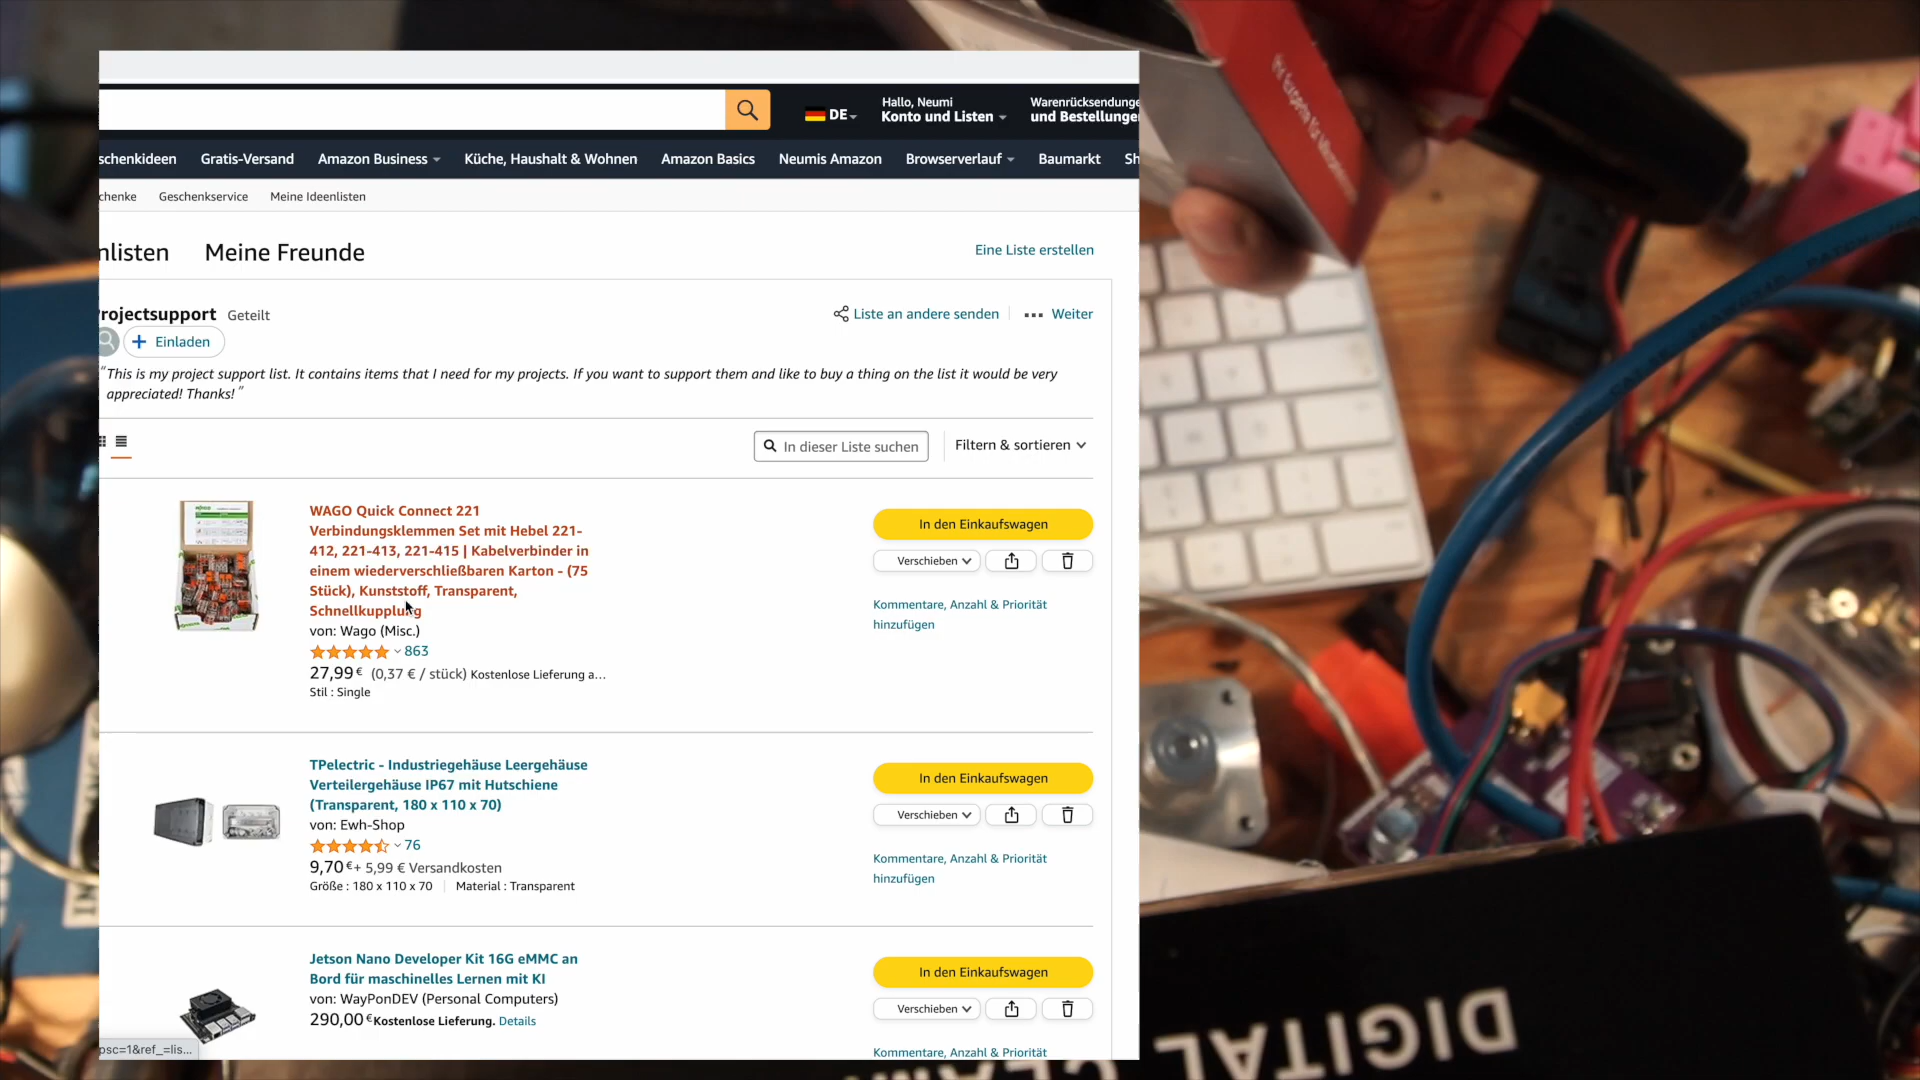 DE
Hallo, Neumi
Konto und Listen
Warenrücksendunge
und Bestellunge
schenkideen Gratis-Versand Amazon Business Küche, Haushalt & Wohnen Amazon Basics Neumis Amazon Browserverlauf Baumarkt Sh
chenke Geschenkservice Meine Ideenlisten
nlisten Meine Freunde Eine Liste erstellen
rojectsupport Geteilt Liste an andere senden Weiter
+ Einladen
"This is my project support list. It contains items that I need for my projects. If you want to support them and like to buy a thing on the list it would be very
appreciated! Thanks!"
In dieser Liste suchen Filtern & sortieren
WAGO Quick Connect 221
Verbindungsklemmen Set mit Hebel 221-
412, 221-413, 221-415 | Kabelverbinder in
einem wiederverschließbaren Karton - (75
Stück), Kunststoff, Transparent,
Schnellkupplung
von: Wago (Misc.)
863
27,99 € (0,37 € / stück) Kostenlose Lieferung a...
Stil : Single
In den Einkaufswagen
Verschieben
Kommentare, Anzahl & Priorität
hinzufügen
TPelectric - Industriegehäuse Leergehäuse
Verteilergehäuse IP67 mit Hutschiene
(Transparent, 180 x 110 x 70)
von: Ewh-Shop
76
9,70 € + 5,99 € Versandkosten
Größe : 180 x 110 x 70 Material : Transparent
In den Einkaufswagen
Verschieben
Kommentare, Anzahl & Priorität
hinzufügen
Jetson Nano Developer Kit 16G eMMC an
Bord für maschinelles Lernen mit KI
von: WayPonDEV (Personal Computers)
290,00 € Kostenlose Lieferung. Details
In den Einkaufswagen
Verschieben
Kommentare, Anzahl & Priorität
psc=1&ref_=lis...
DIGITAL